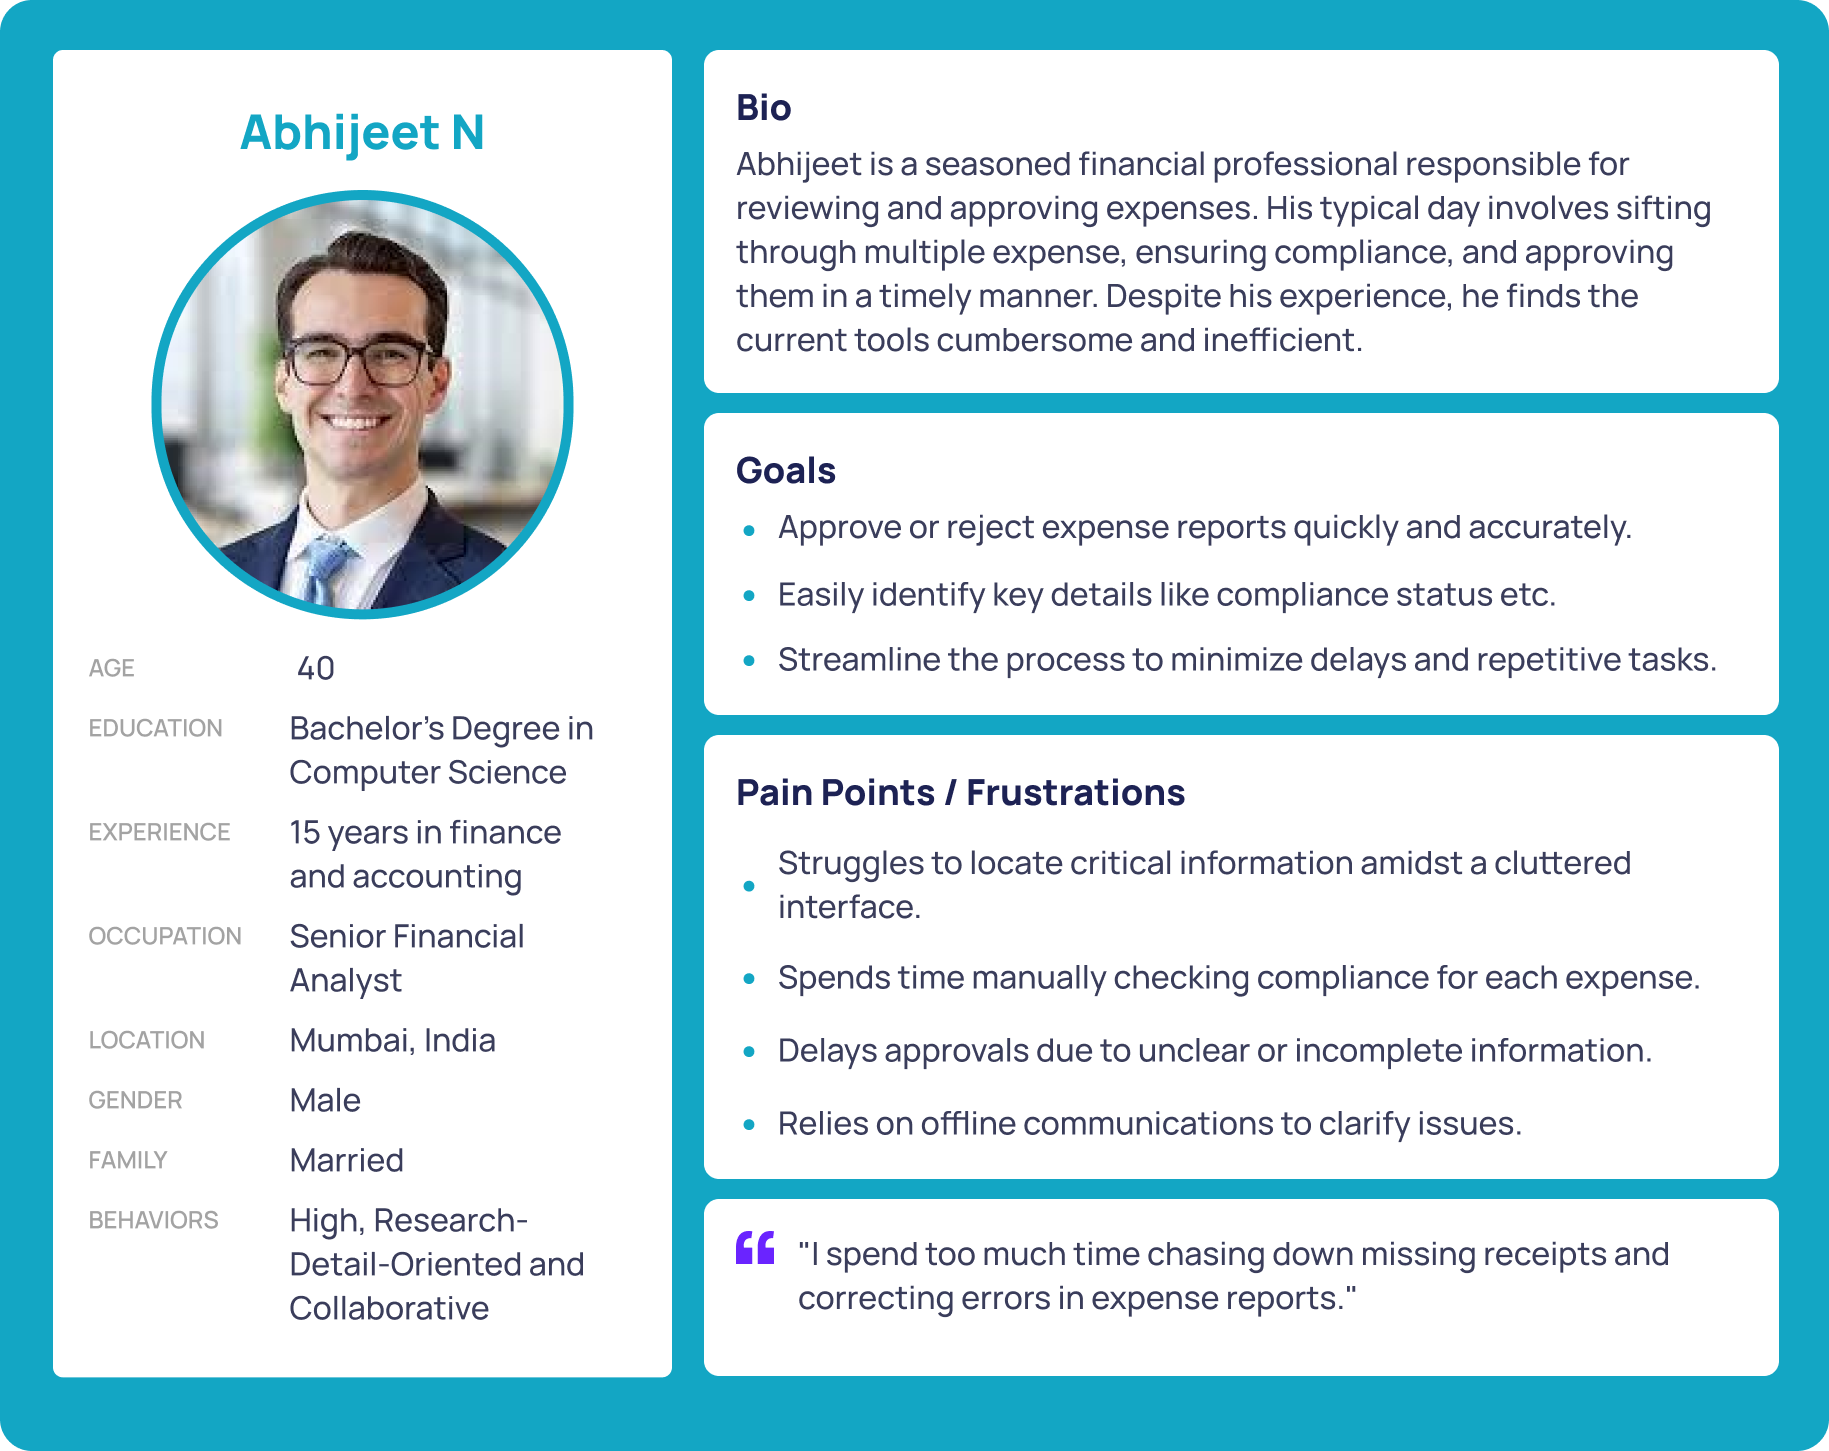 Abhijeet N
AGE 40
EDUCATION Bachelor’s Degree in
Computer Science
EXPERIENCE 15 years in finance
and accounting
OCCUPATION Senior Financial
Analyst
LOCATION Mumbai, India
GENDER Male
FAMILY Married
BEHAVIORS High, Research-
Detail-Oriented and
Collaborative
Bio
Abhijeet is a seasoned financial professional responsible for
reviewing and approving expenses. His typical day involves sifting
through multiple expense, ensuring compliance, and approving
them in a timely manner. Despite his experience, he finds the
current tools cumbersome and inefficient.
Goals
• Approve or reject expense reports quickly and accurately.
• Easily identify key details like compliance status etc.
• Streamline the process to minimize delays and repetitive tasks.
Pain Points / Frustrations
• Struggles to locate critical information amidst a cluttered
interface.
• Spends time manually checking compliance for each expense.
• Delays approvals due to unclear or incomplete information.
• Relies on offline communications to clarify issues.
"I spend too much time chasing down missing receipts and
correcting errors in expense reports."